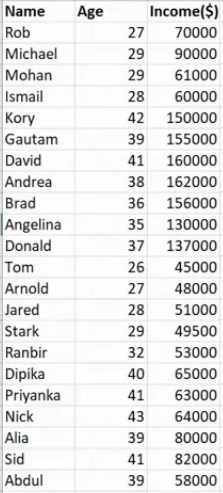 Name Age Income($)
Rob 27 70000
Michael 29 90000
Mohan 29 61000
Ismail 28 60000
Kory 42 150000
Gautam 39 155000
David 41 160000
Andrea 38 162000
Brad 36 156000
Angelina 35 130000
Donald 37 137000
Tom 26 45000
Arnold 27 48000
Jared 28 51000
Stark 29 49500
Ranbir 32 53000
Dipika 40 65000
Priyanka 41 63000
Nick 43 64000
Alia 39 80000
Sid 41 82000
Abdul 39 58000